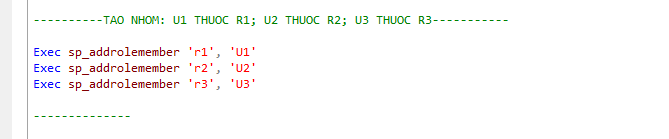 ----------TAO NHOM: U1 THUOC R1; U2 THUOC R2; U3 THUOC R3-----------
Exec sp_addrolemember 'r1', 'U1'
Exec sp_addrolemember 'r2', 'U2'
Exec sp_addrolemember 'r3', 'U3'
--------------